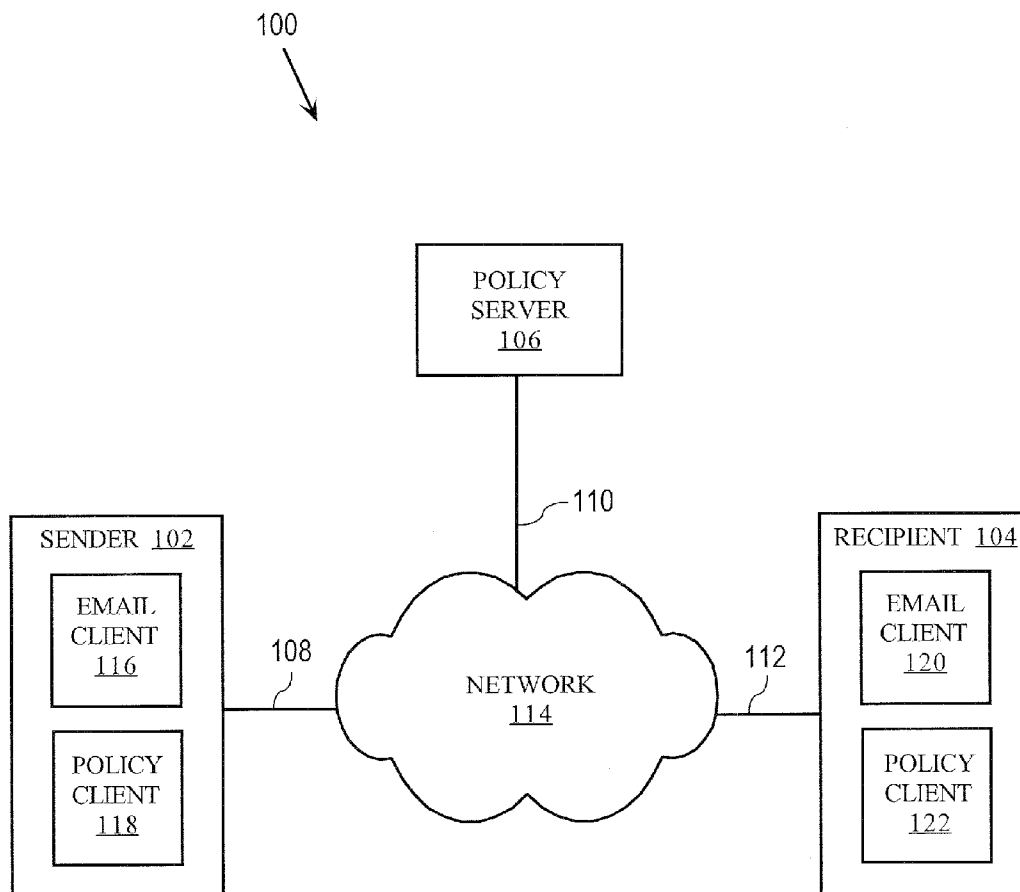 100
POLICY
SERVER
106
110
SENDER 102
EMAIL
CLIENT
116
POLICY
CLIENT
118
108
NETWORK
114
112
RECIPIENT 104
EMAIL
CLIENT
120
POLICY
CLIENT
122